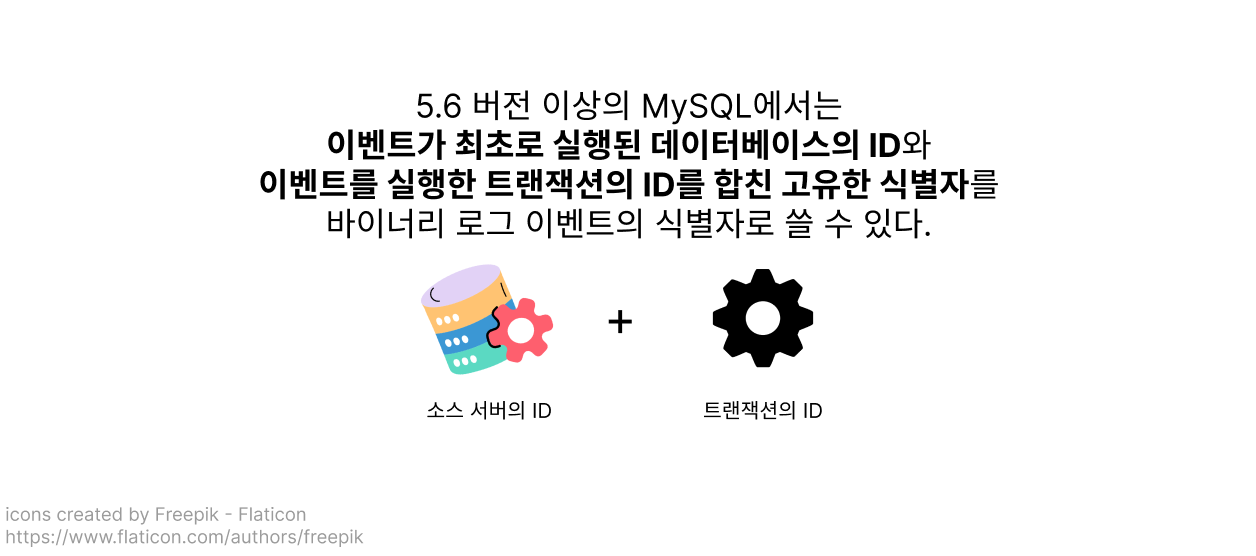 5.6 버전 이상의 MySQL에서는
이벤트가 최초로 실행된 데이터베이스의 ID와
이벤트를 실행한 트랜잭션의 ID를 합친 고유한 식별자를
바이너리 로그 이벤트의 식별자로 쓸 수 있다.
+
소스 서버의 ID
트랜잭션의 ID
icons created by Freepik - Flaticon
https://www.flaticon.com/authors/freepik